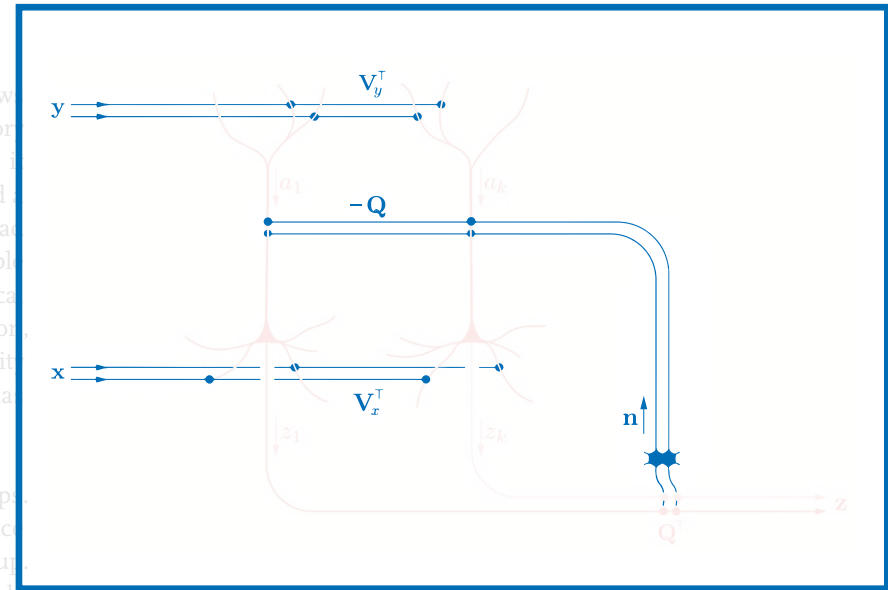 V_y^⊤
y
a_1 a_k
−Q
x
V_x^⊤
n
z_1 z_k
z
Q^⊤